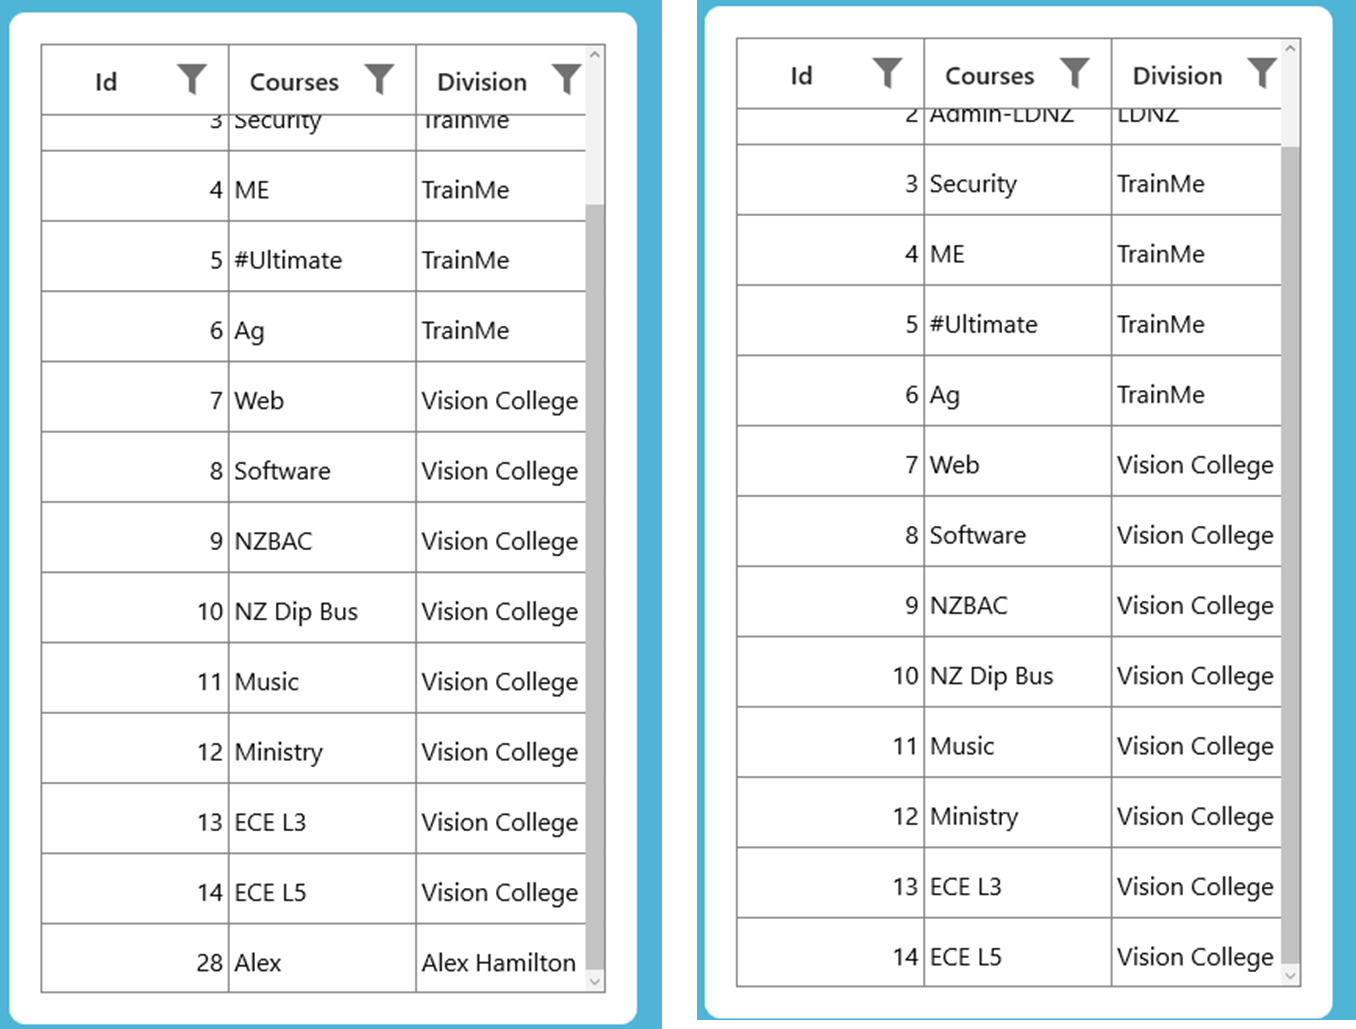 Id Courses Division
3 Security TrainMe
4 ME TrainMe
5 #Ultimate TrainMe
6 Ag TrainMe
7 Web Vision College
8 Software Vision College
9 NZBAC Vision College
10 NZ Dip Bus Vision College
11 Music Vision College
12 Ministry Vision College
13 ECE L3 Vision College
14 ECE L5 Vision College
28 Alex Alex Hamilton
Id Courses Division
2 Admin-LDNZ LDNZ
3 Security TrainMe
4 ME TrainMe
5 #Ultimate TrainMe
6 Ag TrainMe
7 Web Vision College
8 Software Vision College
9 NZBAC Vision College
10 NZ Dip Bus Vision College
11 Music Vision College
12 Ministry Vision College
13 ECE L3 Vision College
14 ECE L5 Vision College